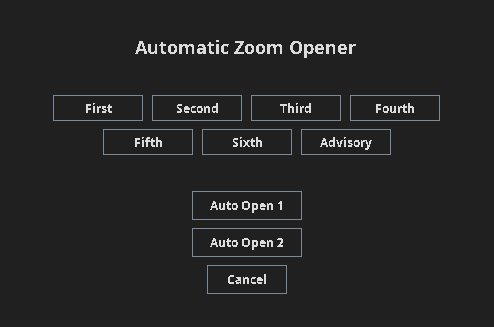 Automatic Zoom Opener
First Second Third Fourth
Fifth Sixth Advisory
Auto Open 1
Auto Open 2
Cancel